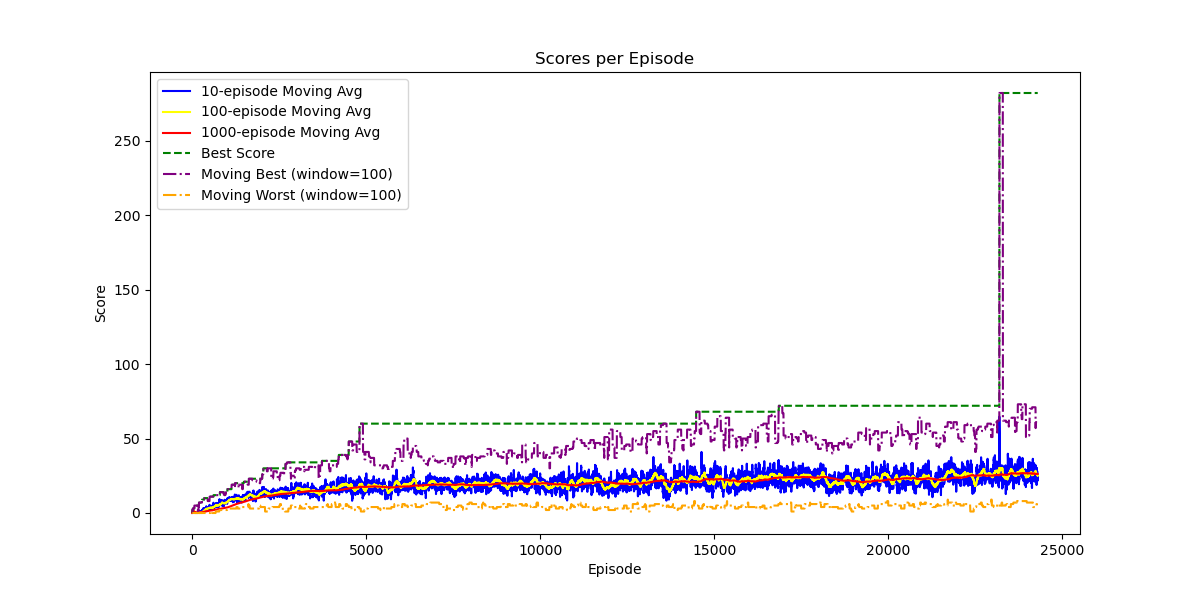 Scores per Episode
10-episode Moving Avg
100-episode Moving Avg
1000-episode Moving Avg
Best Score
Moving Best (window=100)
Moving Worst (window=100)
Score
250
200
150
100
50
0
0 5000 10000 15000 20000 25000
Episode